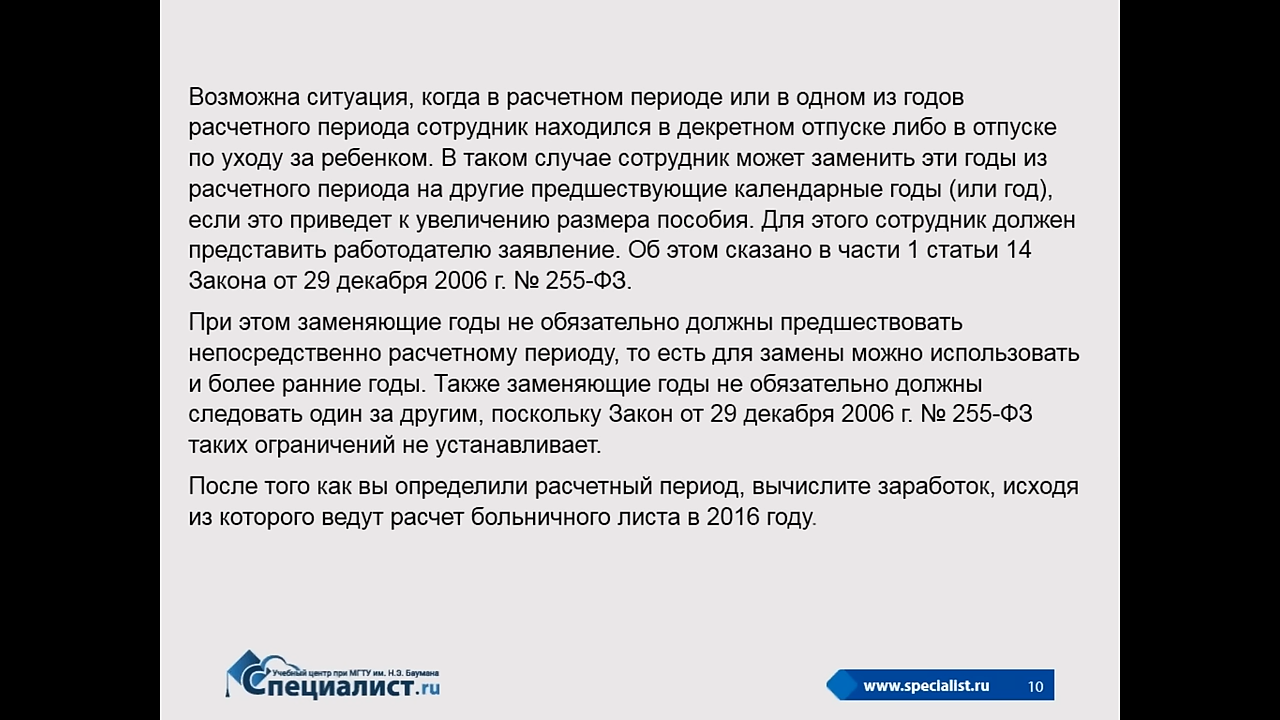 Возможна ситуация, когда в расчетном периоде или в одном из годов
расчетного периода сотрудник находился в декретном отпуске либо в отпуске
по уходу за ребенком. В таком случае сотрудник может заменить эти годы из
расчетного периода на другие предшествующие календарные годы (или год),
если это приведет к увеличению размера пособия. Для этого сотрудник должен
представить работодателю заявление. Об этом сказано в части 1 статьи 14
Закона от 29 декабря 2006 г. № 255-ФЗ.
При этом заменяющие годы не обязательно должны предшествовать
непосредственно расчетному периоду, то есть для замены можно использовать
и более ранние годы. Также заменяющие годы не обязательно должны
следовать один за другим, поскольку Закон от 29 декабря 2006 г. № 255-ФЗ
таких ограничений не устанавливает.
После того как вы определили расчетный период, вычислите заработок, исходя
из которого ведут расчет больничного листа в 2016 году.
Учебный центр при МГТУ им. Н.Э. Баумана
Специалист.ru
www.specialist.ru 10